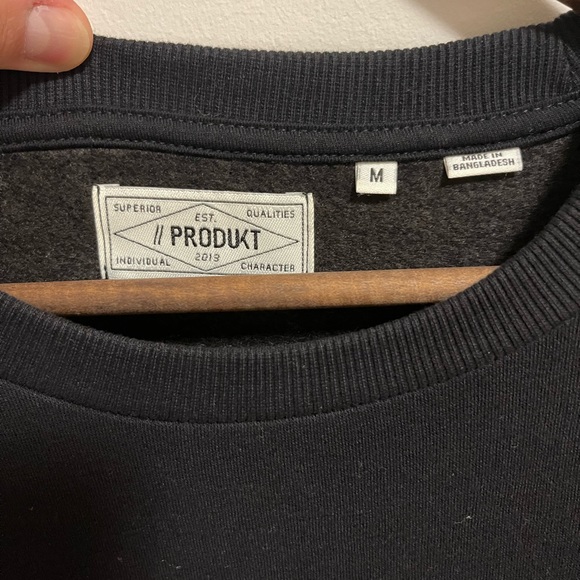 SUPERIOR EST. QUALITIES
// PRODUKT
INDIVIDUAL 2013 CHARACTER
M
MADE IN
BANGLADESH